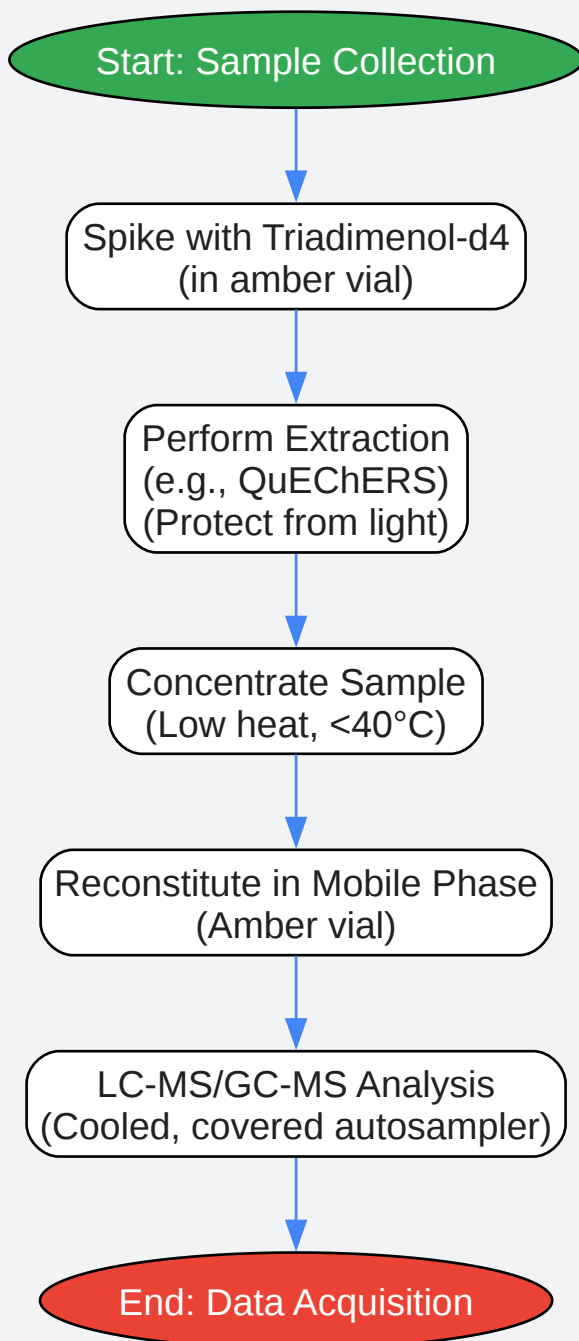 Start: Sample Collection
Spike with Triadimenol-d4
(in amber vial)
Perform Extraction
(e.g., QuEChERS)
(Protect from light)
Concentrate Sample
(Low heat, <40°C)
Reconstitute in Mobile Phase
(Amber vial)
LC-MS/GC-MS Analysis
(Cooled, covered autosampler)
End: Data Acquisition